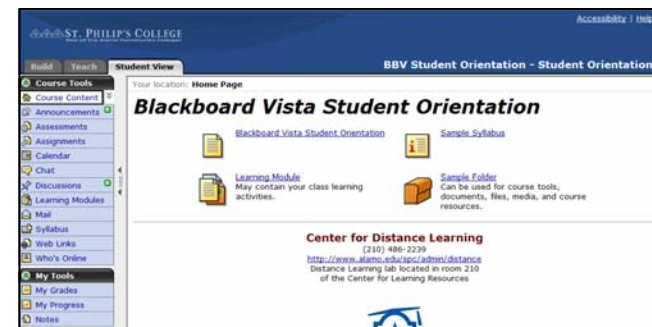 Accessibility | Help
ST. PHILIP'S COLLEGE
Build Teach Student View
BBV Student Orientation - Student Orientation
Course Tools
Course Content
Announcements
Assessments
Assignments
Calendar
Chat
Discussions
Learning Modules
Mail
Syllabus
Web Links
Who's Online
My Tools
My Grades
My Progress
Notes
Your location: Home Page
Blackboard Vista Student Orientation
Blackboard Vista Student Orientation
Sample Syllabus
Learning Module
May contain your class learning
activities.
Sample Folder
Can be used for course tools,
documents, files, media, and course
resources.
Center for Distance Learning
(210) 486-2239
http://www.alamo.edu/spc/admin/distance
Distance Learning lab located in room 210
of the Center for Learning Resources